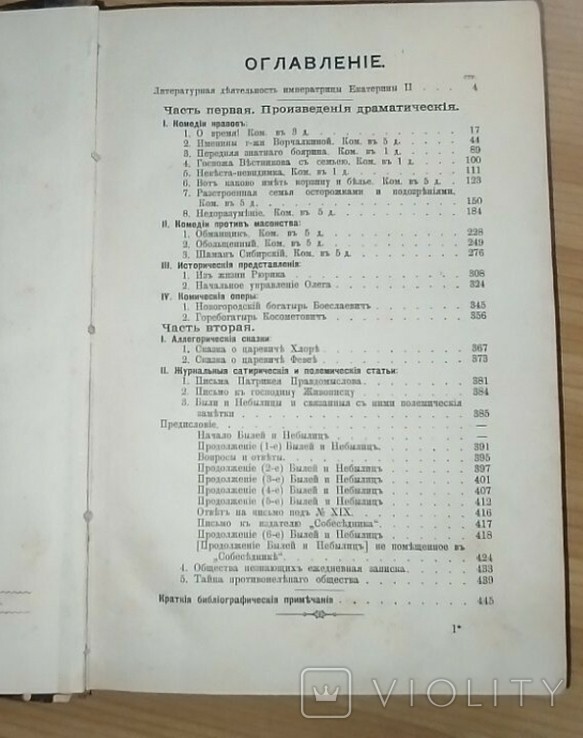 ОГЛАВЛЕНІЕ.
стр.
Литературная дѣятельность императрицы Екатерины II . . . 4
Часть первая. Произведенія драматическія.
I. Комедіи нравовъ:
1. О время! Ком. въ 3 д. 17
2. Именины г-жи Ворчалкиной. Ком. въ 5 д. 44
3. Передняя знатнаго боярина. Ком. въ 1 д. 89
4. Госпожа Вѣстникова съ семьею. Ком. въ 1 д. 100
5. Невѣста-невидимка. Ком. въ 1 д. 111
6. Вотъ каково имѣть корзину и бѣлье. Ком. въ 5 д. 123
7. Разстроенная семья осторожками и подозрѣніями.
Ком. въ 5 д. 150
8. Недоразумѣніе. Ком. въ 5 д. 184
II. Комедіи противъ масонства:
1. Обманщикъ. Ком. въ 5 д. 228
2. Обольщенный. Ком. въ 5 д. 249
3. Шаманъ Сибирскій. Ком. въ 5 д. 276
III. Историческія представленія:
1. Изъ жизни Рюрика 308
2. Начальное управленіе Олега 324
IV. Комическія оперы:
1. Новогородскій богатырь Боеслаевичъ 345
2. Горебогатырь Косометовичъ 356
Часть вторая.
I. Аллегорическія сказки:
1. Сказка о царевичѣ Хлорѣ 367
2. Сказка о царевичѣ Февеѣ 373
II. Журнальныя сатирическія и полемическія статьи:
1. Письма Патрикея Правдомыслова 381
2. Письмо къ господину Живописцу 384
3. Были и Небылицы и связанныя съ ними полемическія
замѣтки 385
Предисловіе —
Начало Былей и Небылицъ —
Продолженіе (1-е) Былей и Небылицъ 391
Вопросы и отвѣты 395
Продолженіе (2-е) Былей и Небылицъ 397
Продолженіе (3-е) Былей и Небылицъ 401
Продолженіе (4-е) Былей и Небылицъ 407
Продолженіе (5-е) Былей и Небылицъ 412
Отвѣтъ на письмо подъ № XIX. 416
Письмо къ издателю „Собесѣдника“ 417
Продолженіе (6-е) Былей и Небылицъ 418
[Продолженіе Былей и Небылицъ] не помѣщенное въ
„Собесѣдникѣ“ 424
4. Общества незнающихъ ежедневная записка 433
5. Тайна противонелѣпаго общества 439
Краткія библіографическія примѣчанія 445
1*
VIOLITY